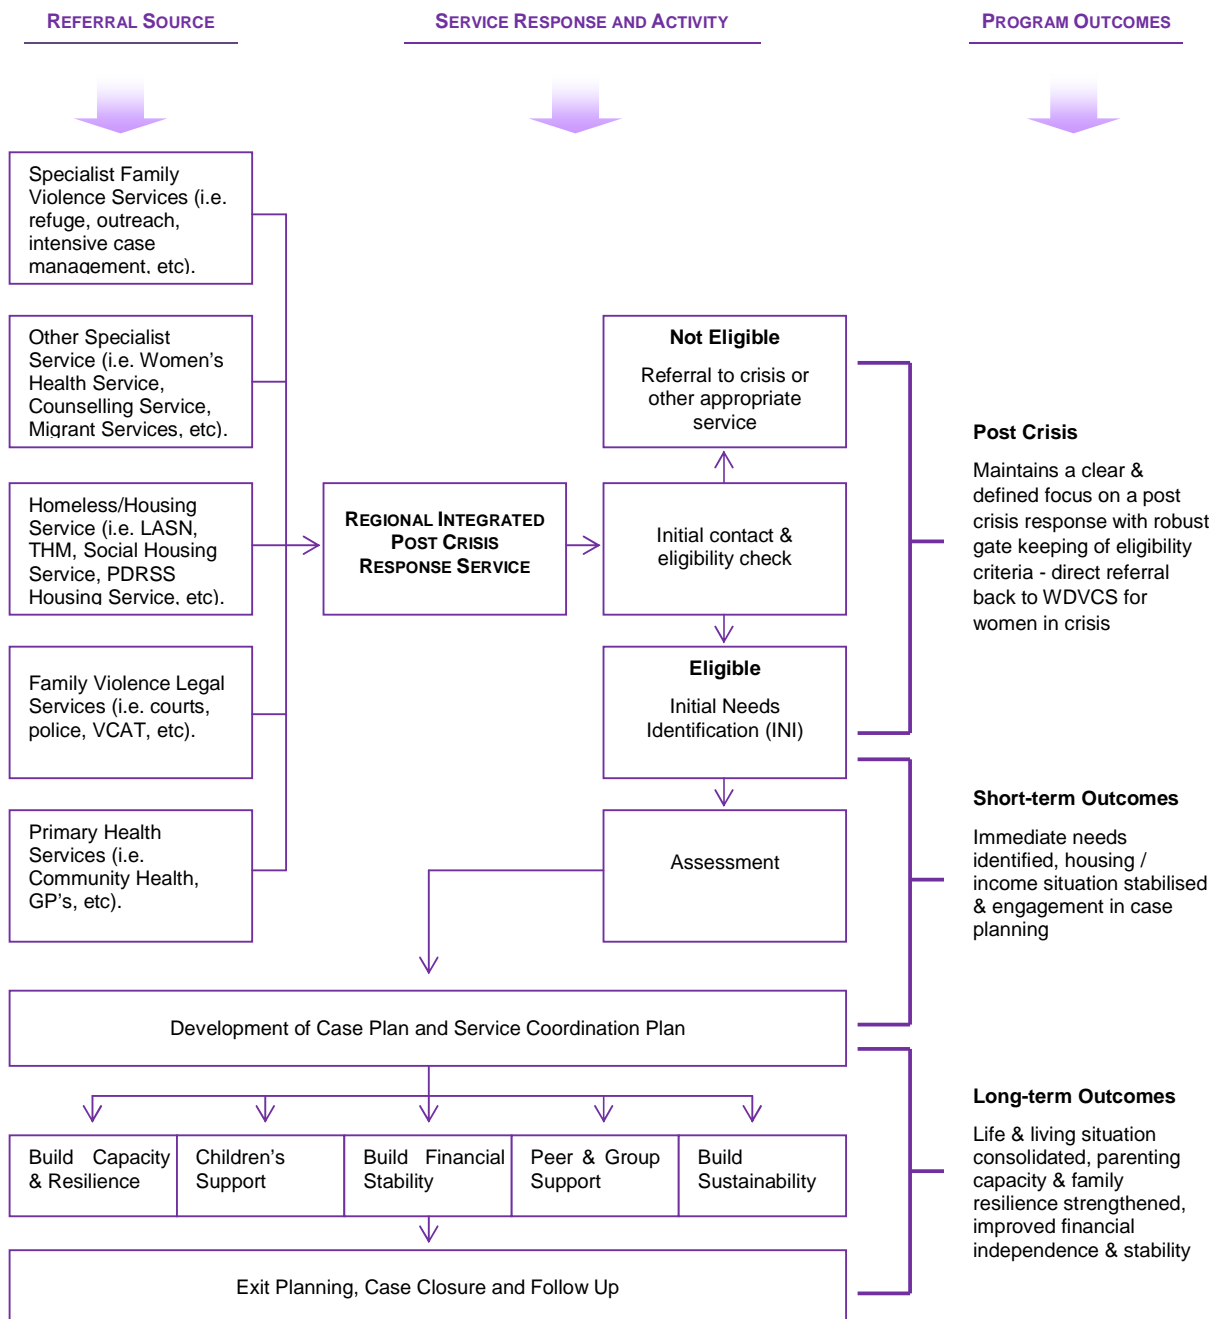 REFERRAL SOURCE
SERVICE RESPONSE AND ACTIVITY
PROGRAM OUTCOMES
Specialist Family
Violence Services (i.e.
refuge, outreach,
intensive case
management, etc).
Other Specialist
Service (i.e. Women's
Health Service,
Counselling Service,
Migrant Services, etc).
Homeless/Housing
Service (i.e. LASN,
THM, Social Housing
Service, PDRSS
Housing Service, etc).
Family Violence Legal
Services (i.e. courts,
police, VCAT, etc).
Primary Health
Services (i.e.
Community Health,
GP's, etc).
REGIONAL INTEGRATED
POST CRISIS
RESPONSE SERVICE
Not Eligible
Referral to crisis or
other appropriate
service
Initial contact &
eligibility check
Eligible
Initial Needs
Identification (INI)
Assessment
Post Crisis
Maintains a clear &
defined focus on a post
crisis response with robust
gate keeping of eligibility
criteria - direct referral
back to WDVCS for
women in crisis
Short-term Outcomes
Immediate needs
identified, housing /
income situation stabilised
& engagement in case
planning
Development of Case Plan and Service Coordination Plan
Build Capacity
& Resilience
Children's
Support
Build Financial
Stability
Peer & Group
Support
Build
Sustainability
Exit Planning, Case Closure and Follow Up
Long-term Outcomes
Life & living situation
consolidated, parenting
capacity & family
resilience strengthened,
improved financial
independence & stability